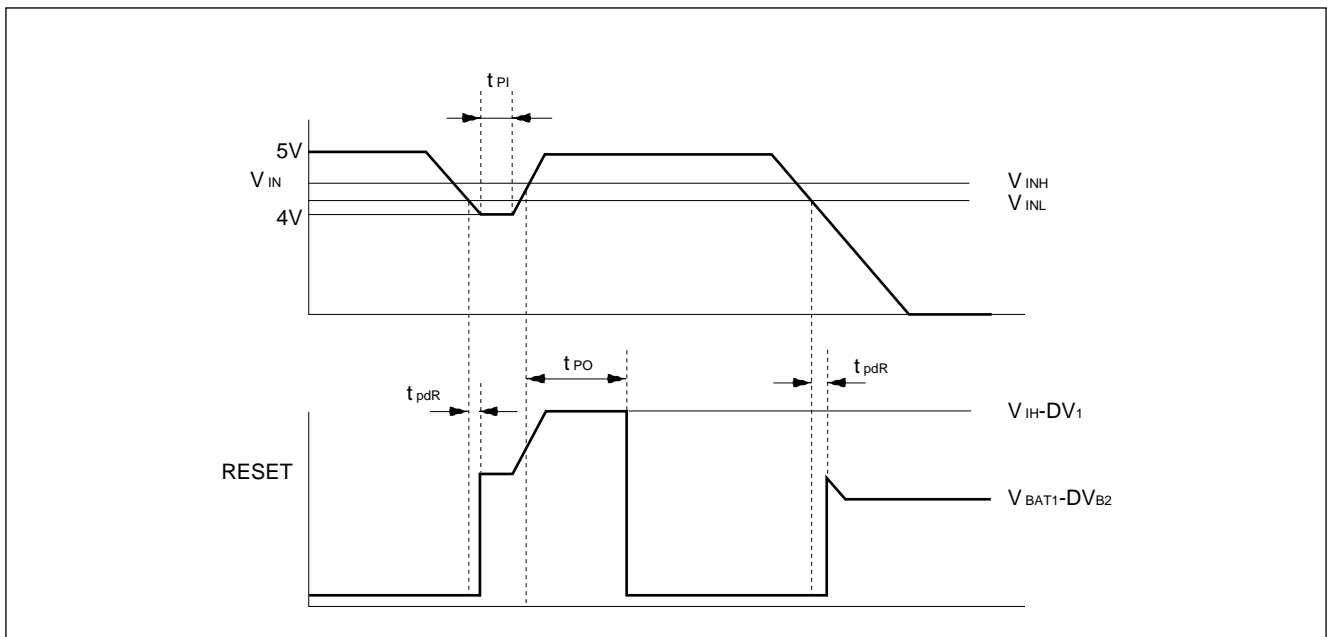 t PI
5V
V IN
V INH
V INL
4V
t PO
t pdR
t pdR
V IH-DV1
RESET
V BAT1-DVB2